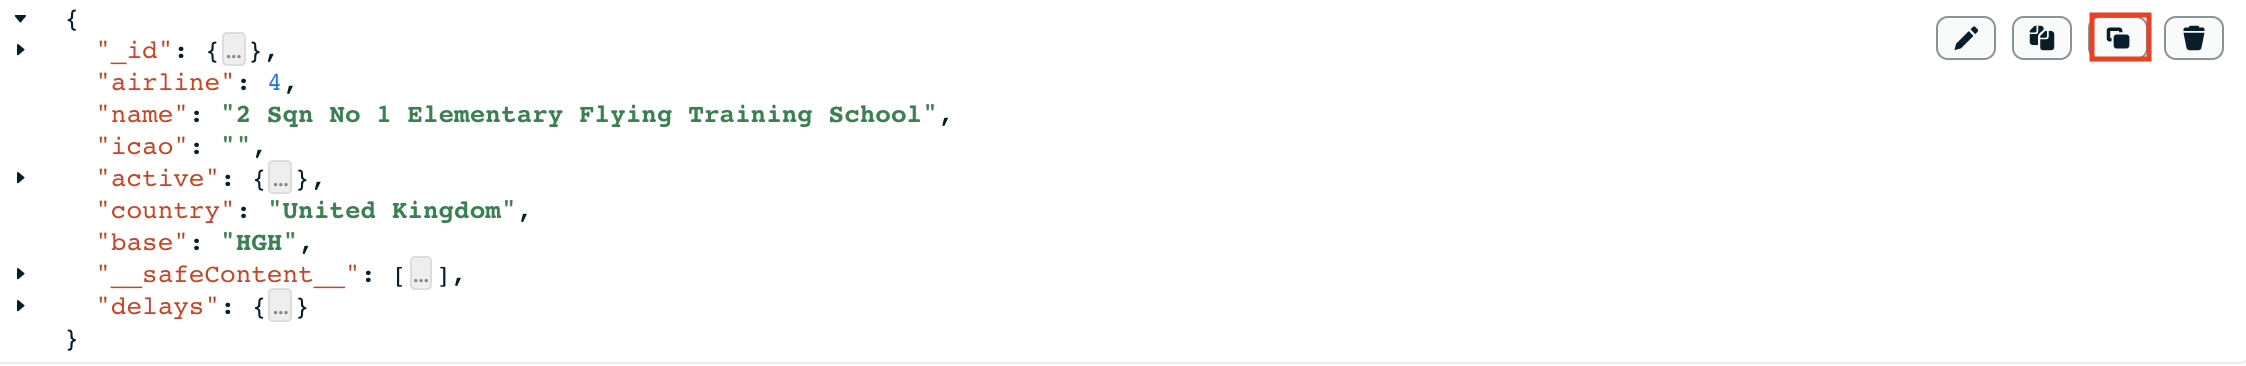 {
"_id": {…},
"airline": 4,
"name": "2 Sqn No 1 Elementary Flying Training School",
"icao": "",
"active": {…},
"country": "United Kingdom",
"base": "HGH",
"__safeContent__": […],
"delays": {…}
}